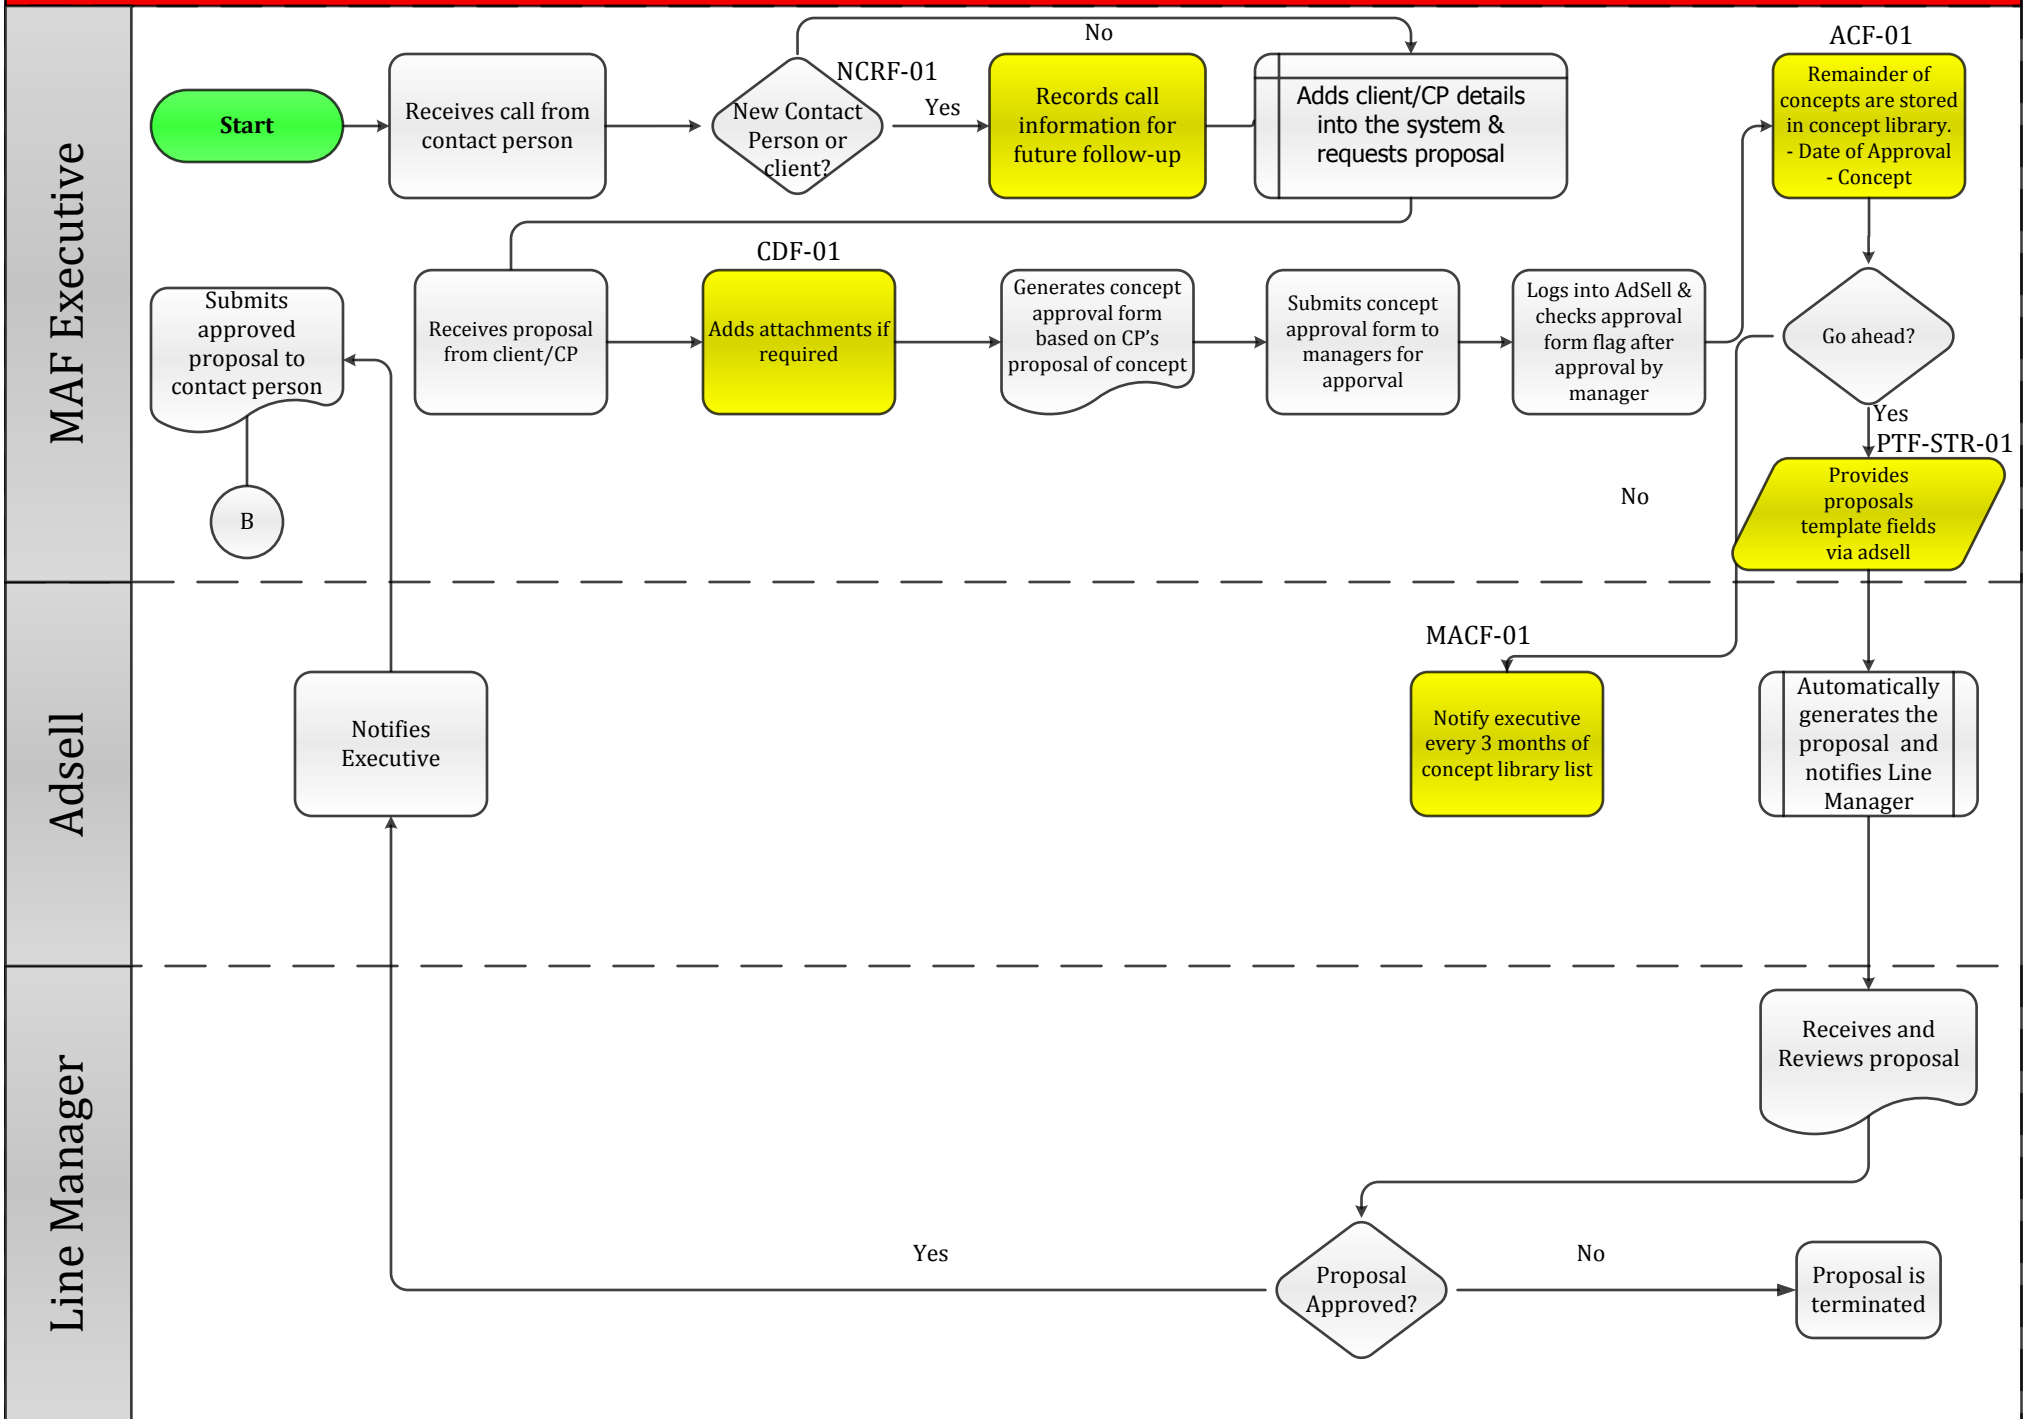 MAF Executive
Start
Receives call from
contact person
New Contact
Person or
client?
NCRF-01
No
Yes
Records call
information for
future follow-up
Adds client/CP details
into the system &
requests proposal
ACF-01
Remainder of
concepts are stored
in concept library.
- Date of Approval
- Concept
Submits
approved
proposal to
contact person
B
Receives proposal
from client/CP
CDF-01
Adds attachments if
required
Generates concept
approval form
based on CP's
proposal of concept
Submits concept
approval form to
managers for
apporval
Logs into AdSell &
checks approval
form flag after
approval by
manager
Go ahead?
Yes
No
PTF-STR-01
Provides
proposals
template fields
via adsell
Adsell
Notifies
Executive
MACF-01
Notify executive
every 3 months of
concept library list
Automatically
generates the
proposal and
notifies Line
Manager
Line Manager
Receives and
Reviews proposal
Yes
Proposal
Approved?
No
Proposal is
terminated